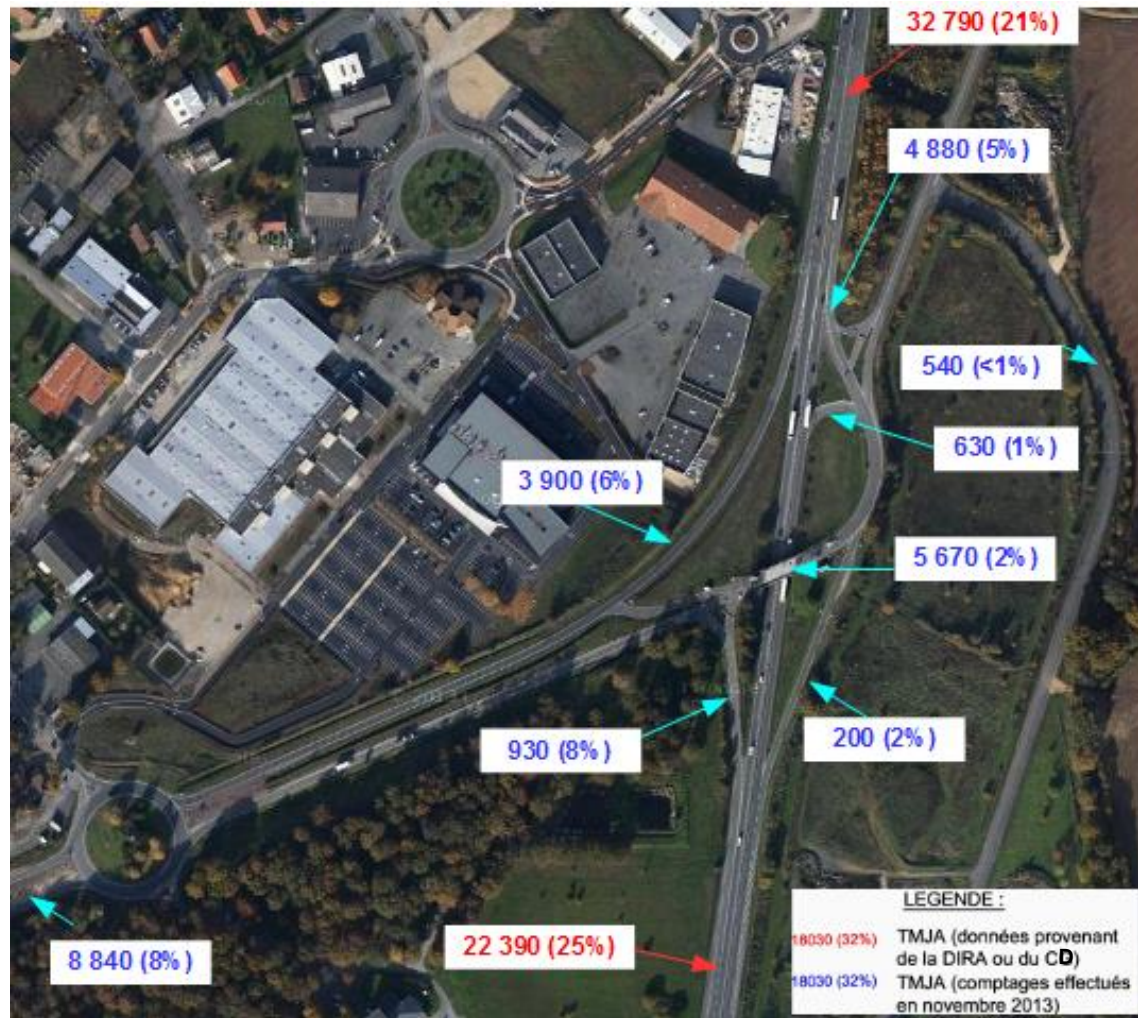 32 790 (21%)
4 880 (5%)
540 (<1%)
630 (1%)
3 900 (6%)
5 670 (2%)
930 (8%)
200 (2%)
22 390 (25%)
8 840 (8%)
LEGENDE :
18030 (32%) TMJA (données provenant
de la DIRA ou du CD)
18030 (32%) TMJA (comptages effectués
en novembre 2013)